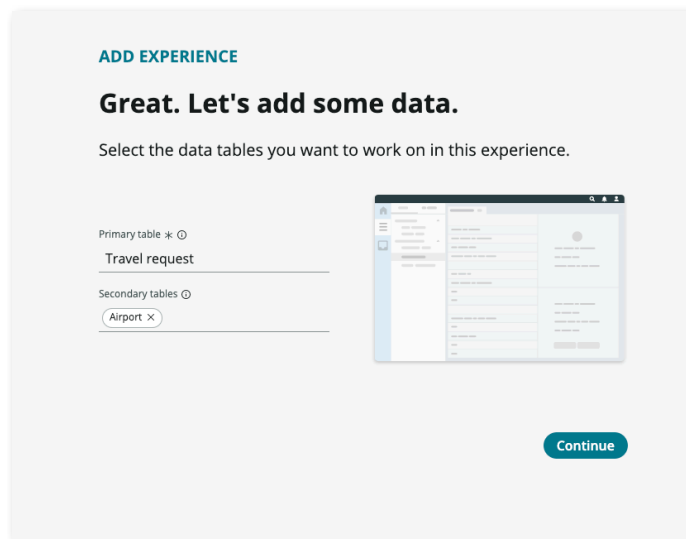 ADD EXPERIENCE
Great. Let's add some data.
Select the data tables you want to work on in this experience.
Primary table
Travel request
Secondary tables
Airport
Continue